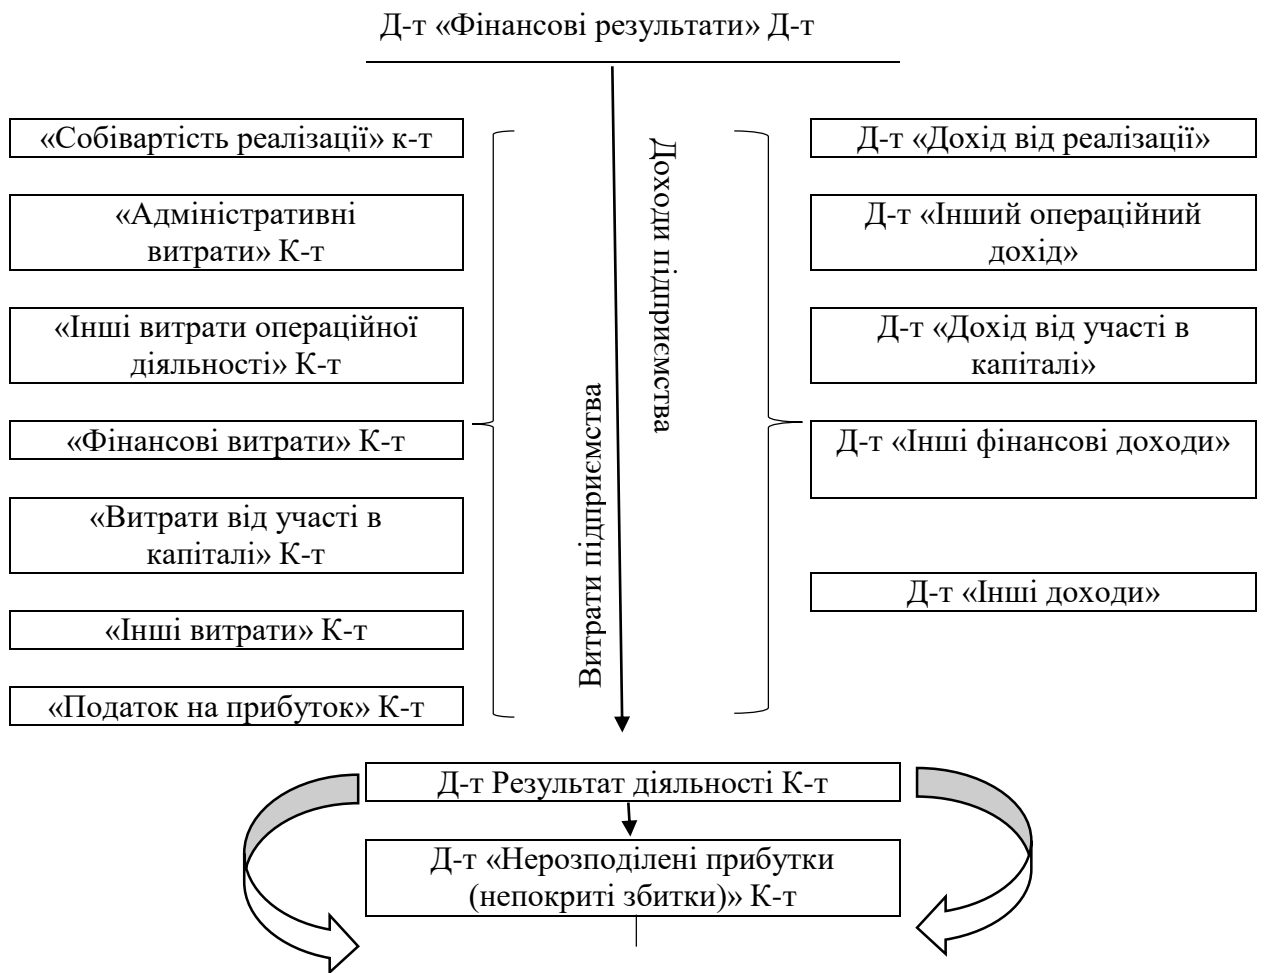 Д-т «Фінансові результати» Д-т
«Собівартість реалізації» к-т
«Адміністративні
витрати» К-т
«Інші витрати операційної
діяльності» К-т
«Фінансові витрати» К-т
«Витрати від участі в
капіталі» К-т
«Інші витрати» К-т
«Податок на прибуток» К-т
Витрати підприємства
Доходи підприємства
Д-т «Дохід від реалізації»
Д-т «Інший операційний
дохід»
Д-т «Дохід від участі в
капіталі»
Д-т «Інші фінансові доходи»
Д-т «Інші доходи»
Д-т Результат діяльності К-т
Д-т «Нерозподілені прибутки
(непокриті збитки)» К-т